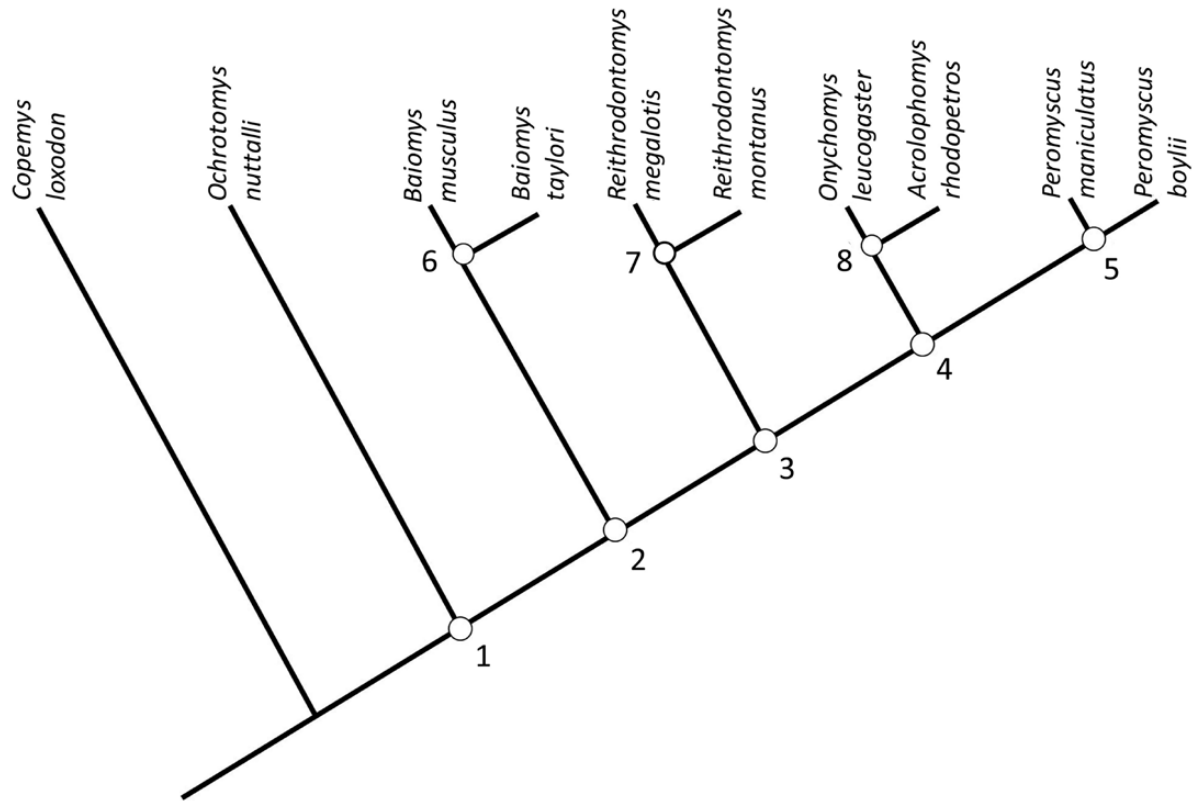 Copemys
loxodon
Ochrotomys
nuttalli
Baiomys
musculus
Baiomys
taylori
Reithrodontomys
megalotis
Reithrodontomys
montanus
Onychomys
leucogaster
Acrolophomys
rhodopetros
Peromyscus
maniculatus
Peromyscus
boylii
6
7
8
5
4
3
2
1